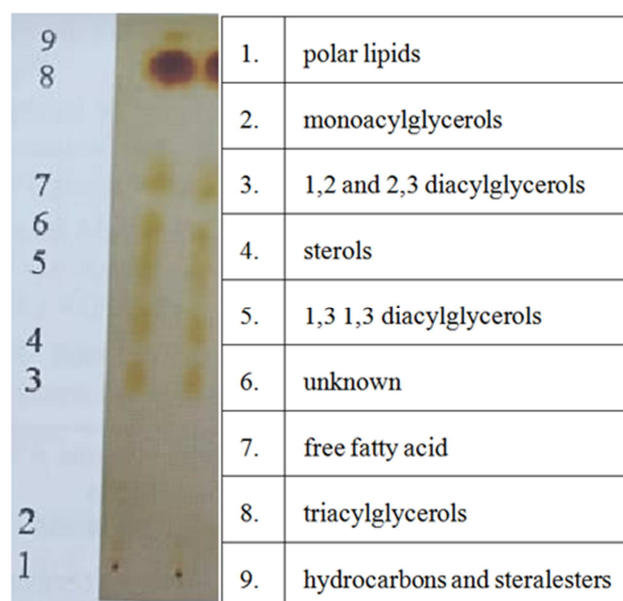 9
8
7
6
5
4
3
2
1
1. polar lipids
2. monoacylglycerols
3. 1,2 and 2,3 diacylglycerols
4. sterols
5. 1,3 1,3 diacylglycerols
6. unknown
7. free fatty acid
8. triacylglycerols
9. hydrocarbons and steralesters